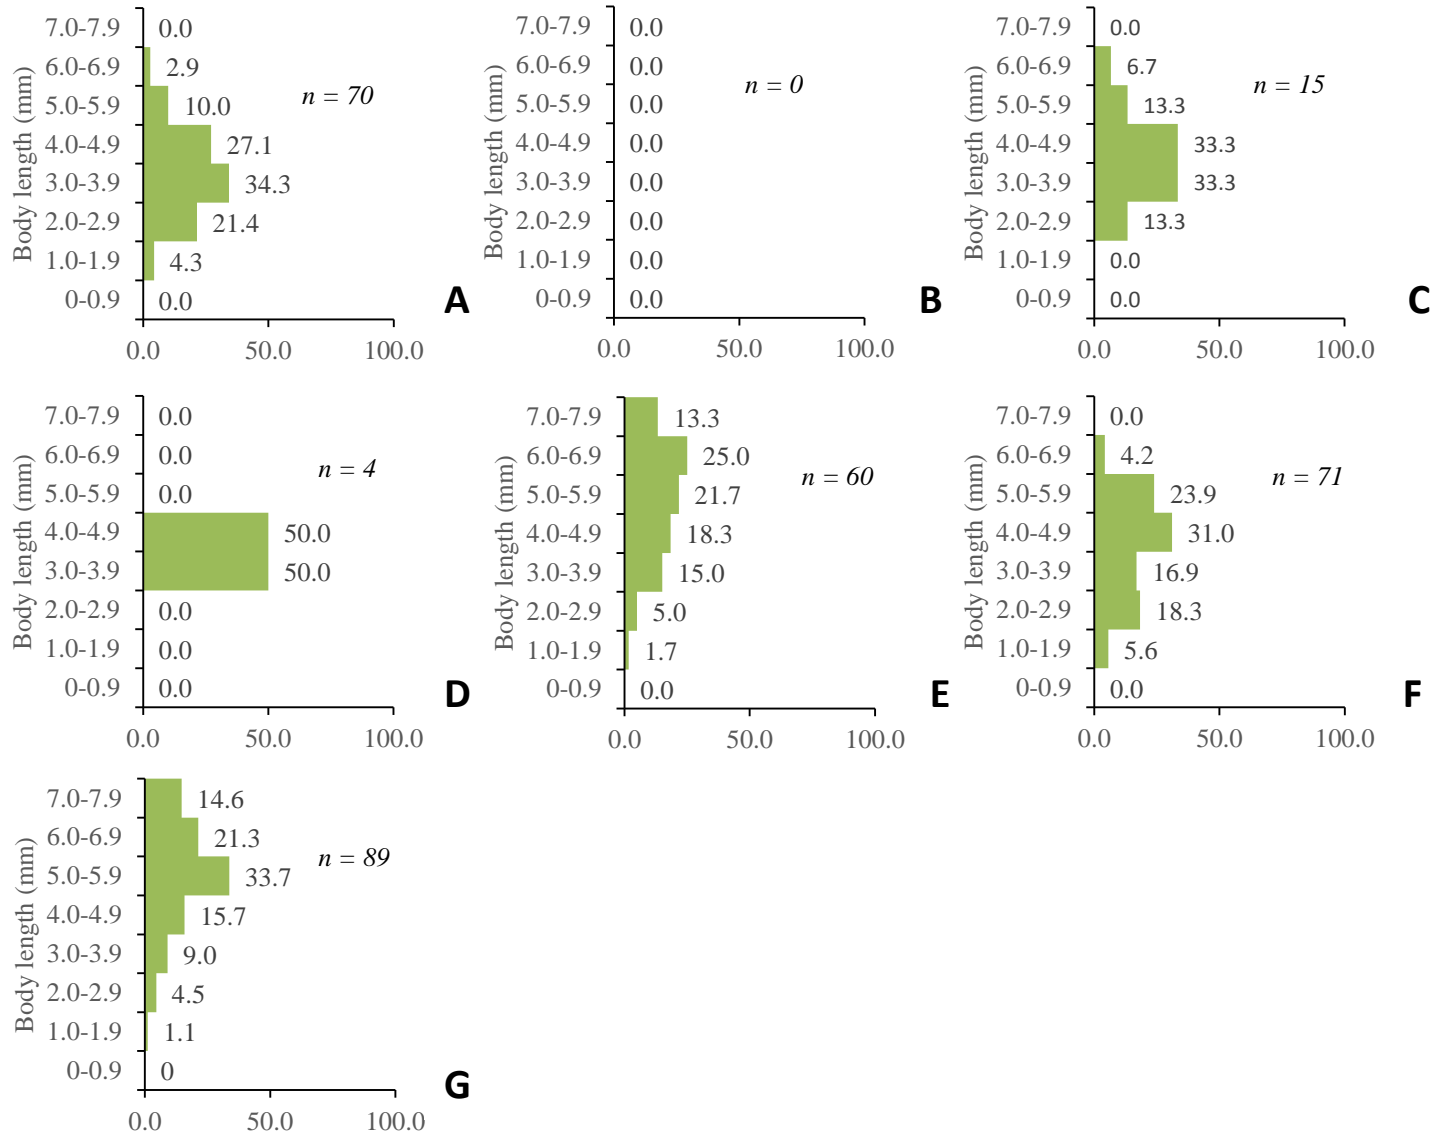 Body length (mm)
7.0-7.9 0.0
6.0-6.9 2.9
5.0-5.9 10.0
4.0-4.9 27.1
3.0-3.9 34.3
2.0-2.9 21.4
1.0-1.9 4.3
0-0.9 0.0
n = 70
A
0.0 50.0 100.0
Body length (mm)
7.0-7.9 0.0
6.0-6.9 0.0
5.0-5.9 0.0
4.0-4.9 0.0
3.0-3.9 0.0
2.0-2.9 0.0
1.0-1.9 0.0
0-0.9 0.0
n = 0
B
0.0 50.0 100.0
Body length (mm)
7.0-7.9 0.0
6.0-6.9 6.7
5.0-5.9 13.3
4.0-4.9 33.3
3.0-3.9 33.3
2.0-2.9 13.3
1.0-1.9 0.0
0-0.9 0.0
n = 15
C
0.0 50.0 100.0
Body length (mm)
7.0-7.9 0.0
6.0-6.9 0.0
5.0-5.9 0.0
4.0-4.9 50.0
3.0-3.9 50.0
2.0-2.9 0.0
1.0-1.9 0.0
0-0.9 0.0
n = 4
D
0.0 50.0 100.0
Body length (mm)
7.0-7.9 13.3
6.0-6.9 25.0
5.0-5.9 21.7
4.0-4.9 18.3
3.0-3.9 15.0
2.0-2.9 5.0
1.0-1.9 1.7
0-0.9 0.0
n = 60
E
0.0 50.0 100.0
Body length (mm)
7.0-7.9 0.0
6.0-6.9 4.2
5.0-5.9 23.9
4.0-4.9 31.0
3.0-3.9 16.9
2.0-2.9 18.3
1.0-1.9 5.6
0-0.9 0.0
n = 71
F
0.0 50.0 100.0
Body length (mm)
7.0-7.9 14.6
6.0-6.9 21.3
5.0-5.9 33.7
4.0-4.9 15.7
3.0-3.9 9.0
2.0-2.9 4.5
1.0-1.9 1.1
0-0.9 0
n = 89
G
0.0 50.0 100.0